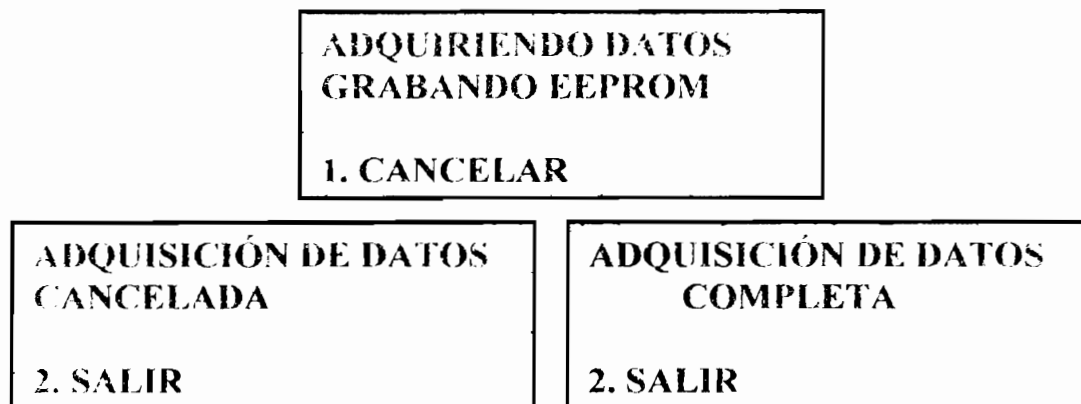 ADQUIRIENDO DATOS
GRABANDO EEPROM
1. CANCELAR
ADQUISICIÓN DE DATOS
CANCELADA
2. SALIR
ADQUISICIÓN DE DATOS
COMPLETA
2. SALIR